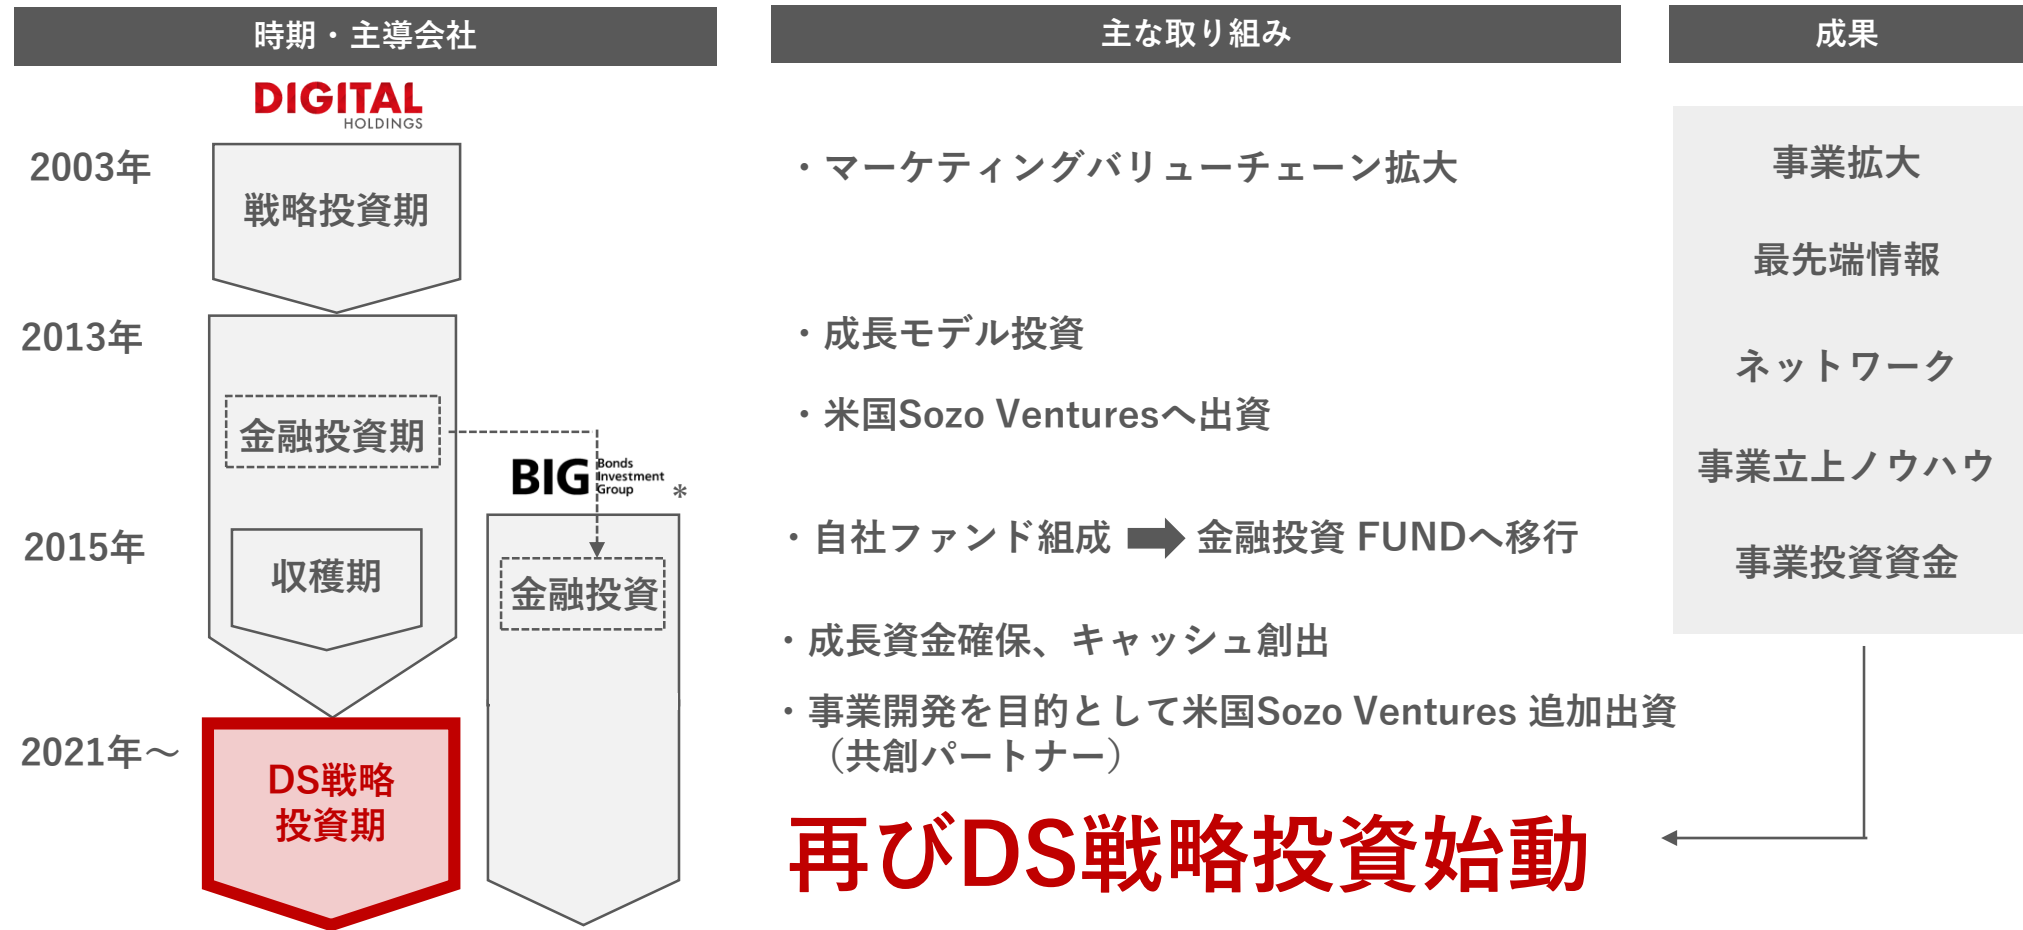 時期・主導会社
主な取り組み
成果
DIGITAL
HOLDINGS
2003年
戦略投資期
・マーケティングバリューチェーン拡大
2013年
・成長モデル投資
金融投資期
・米国Sozo Venturesへ出資
BIG
Bonds
Investment
Group
*
2015年
収穫期
金融投資
・自社ファンド組成 ➡ 金融投資 FUNDへ移行
・成長資金確保、キャッシュ創出
・事業開発を目的として米国Sozo Ventures 追加出資
（共創パートナー）
2021年～
DS戦略
投資期
再びDS戦略投資始動
事業拡大
最先端情報
ネットワーク
事業立上ノウハウ
事業投資資金